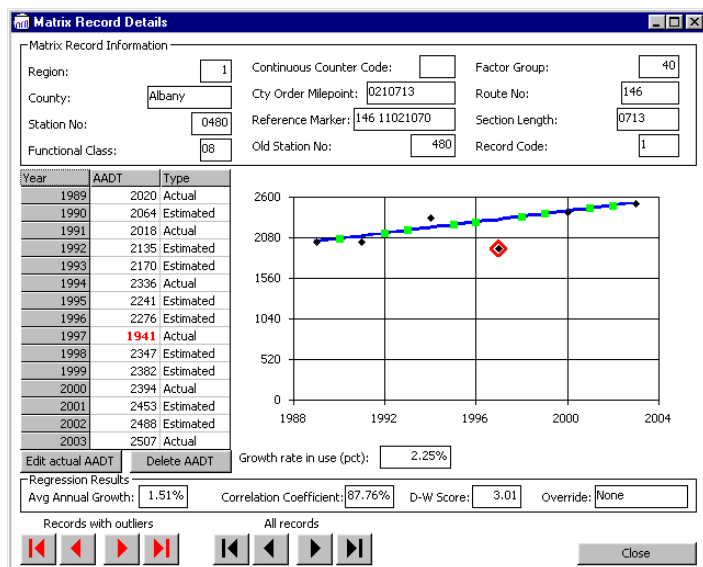 Matrix Record Details
Matrix Record Information
Region: 1 Continuous Counter Code: Factor Group: 40
County: Albany Cty Order Milepoint: 0210713 Route No: 146
Station No: 0480 Reference Marker: 146 11021070 Section Length: 0713
Functional Class: 08 Old Station No: 480 Record Code: 1
Year AADT Type
1989 2020 Actual
1990 2064 Estimated
1991 2018 Actual
1992 2135 Estimated
1993 2170 Estimated
1994 2336 Actual
1995 2241 Estimated
1996 2276 Estimated
1997 1941 Actual
1998 2347 Estimated
1999 2382 Estimated
2000 2394 Actual
2001 2453 Estimated
2002 2488 Estimated
2003 2507 Actual
2600
2080
1560
1040
520
0
1988 1992 1996 2000 2004
Edit actual AADT Delete AADT Growth rate in use (pct): 2.25%
Regression Results
Avg Annual Growth: 1.51% Correlation Coefficient: 87.76% D-W Score: 3.01 Override: None
Records with outliers All records
Close